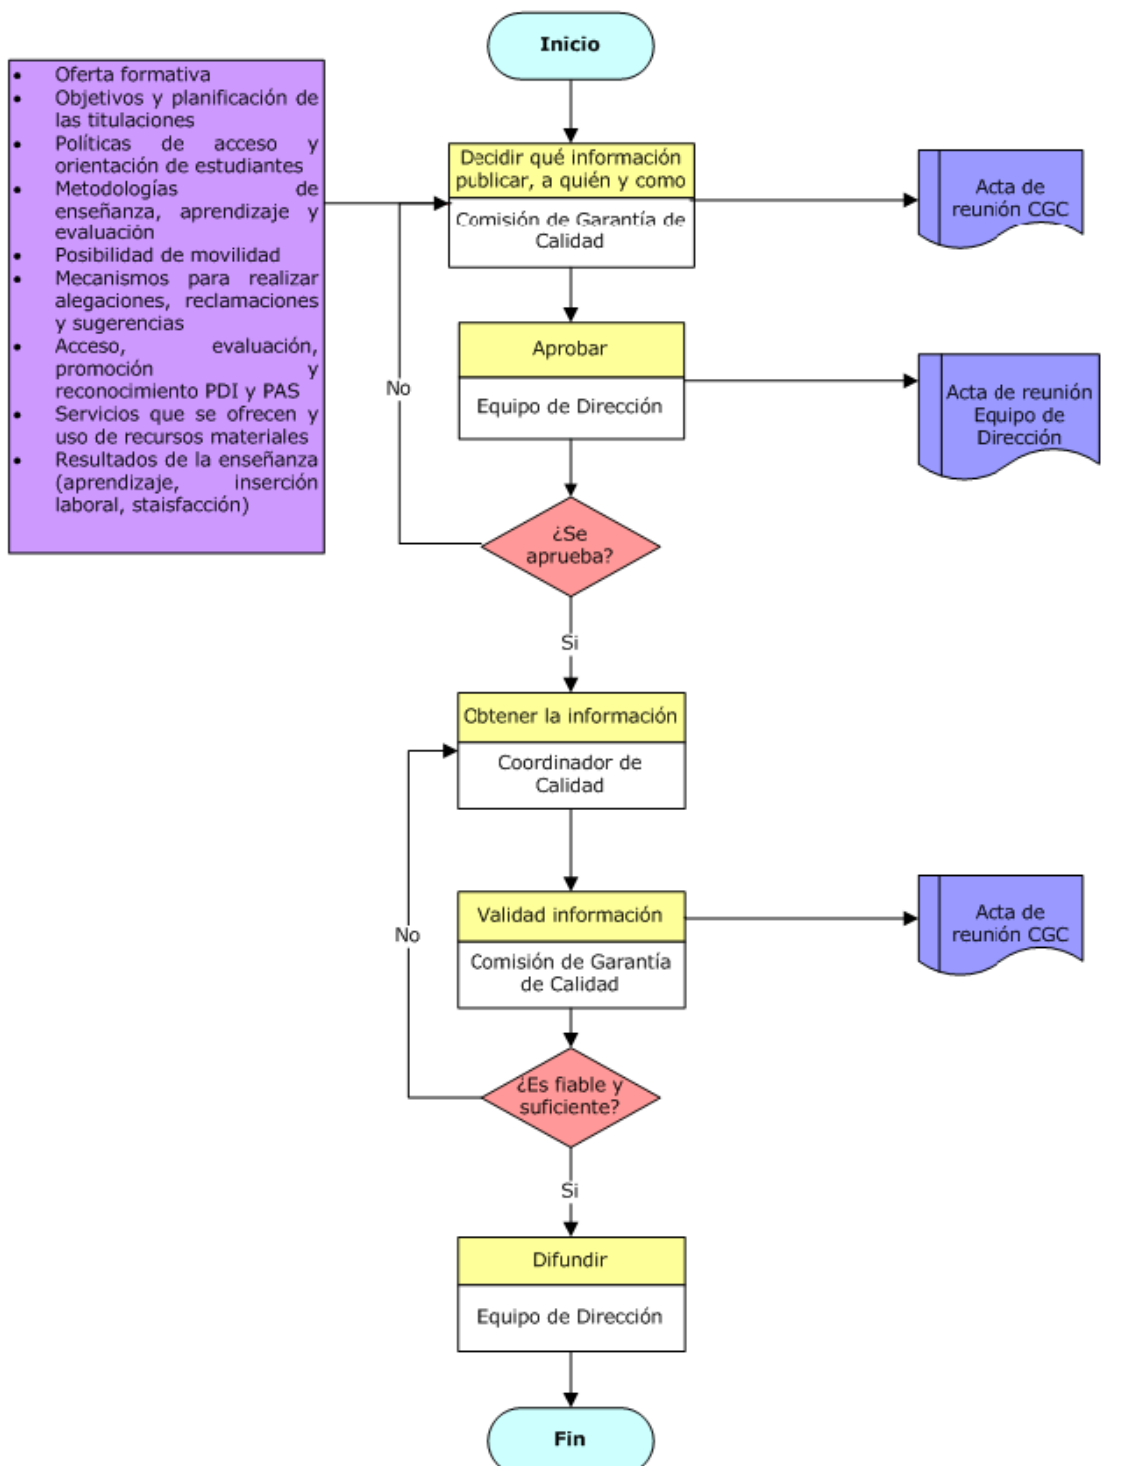 Inicio
• Oferta formativa
• Objetivos y planificación de
las titulaciones
• Políticas de acceso y
orientación de estudiantes
• Metodologías de
enseñanza, aprendizaje y
evaluación
• Posibilidad de movilidad
• Mecanismos para realizar
alegaciones, reclamaciones
y sugerencias
• Acceso, evaluación,
promoción y
reconocimiento PDI y PAS
• Servicios que se ofrecen y
uso de recursos materiales
• Resultados de la enseñanza
(aprendizaje, inserción
laboral, staisfacción)
Decidir qué información
publicar, a quién y como
Comisión de Garantía de
Calidad
Acta de
reunión CGC
Aprobar
Equipo de Dirección
Acta de reunión
Equipo de
Dirección
No
¿Se
aprueba?
Si
Obtener la información
Coordinador de
Calidad
Validad información
Comisión de Garantía
de Calidad
Acta de
reunión CGC
No
¿Es fiable y
suficiente?
Si
Difundir
Equipo de Dirección
Fin